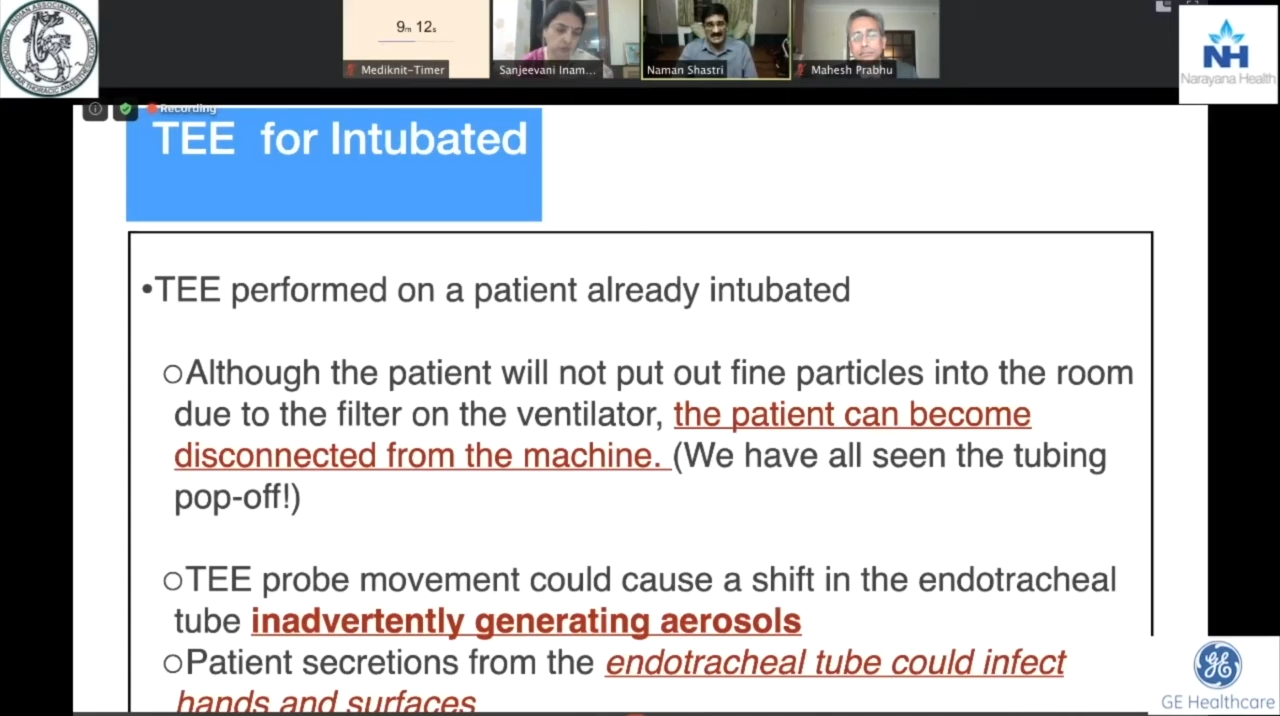 9m 12s
Mediknit-Timer
Sanjeevani Inam...
Naman Shastri
Mahesh Prabhu
NH
Narayana Health
Recording
TEE for Intubated
•TEE performed on a patient already intubated
○Although the patient will not put out fine particles into the room
due to the filter on the ventilator, the patient can become
disconnected from the machine. (We have all seen the tubing
pop-off!)
○TEE probe movement could cause a shift in the endotracheal
tube inadvertently generating aerosols
○Patient secretions from the endotracheal tube could infect
hands and surfaces
GE Healthcare